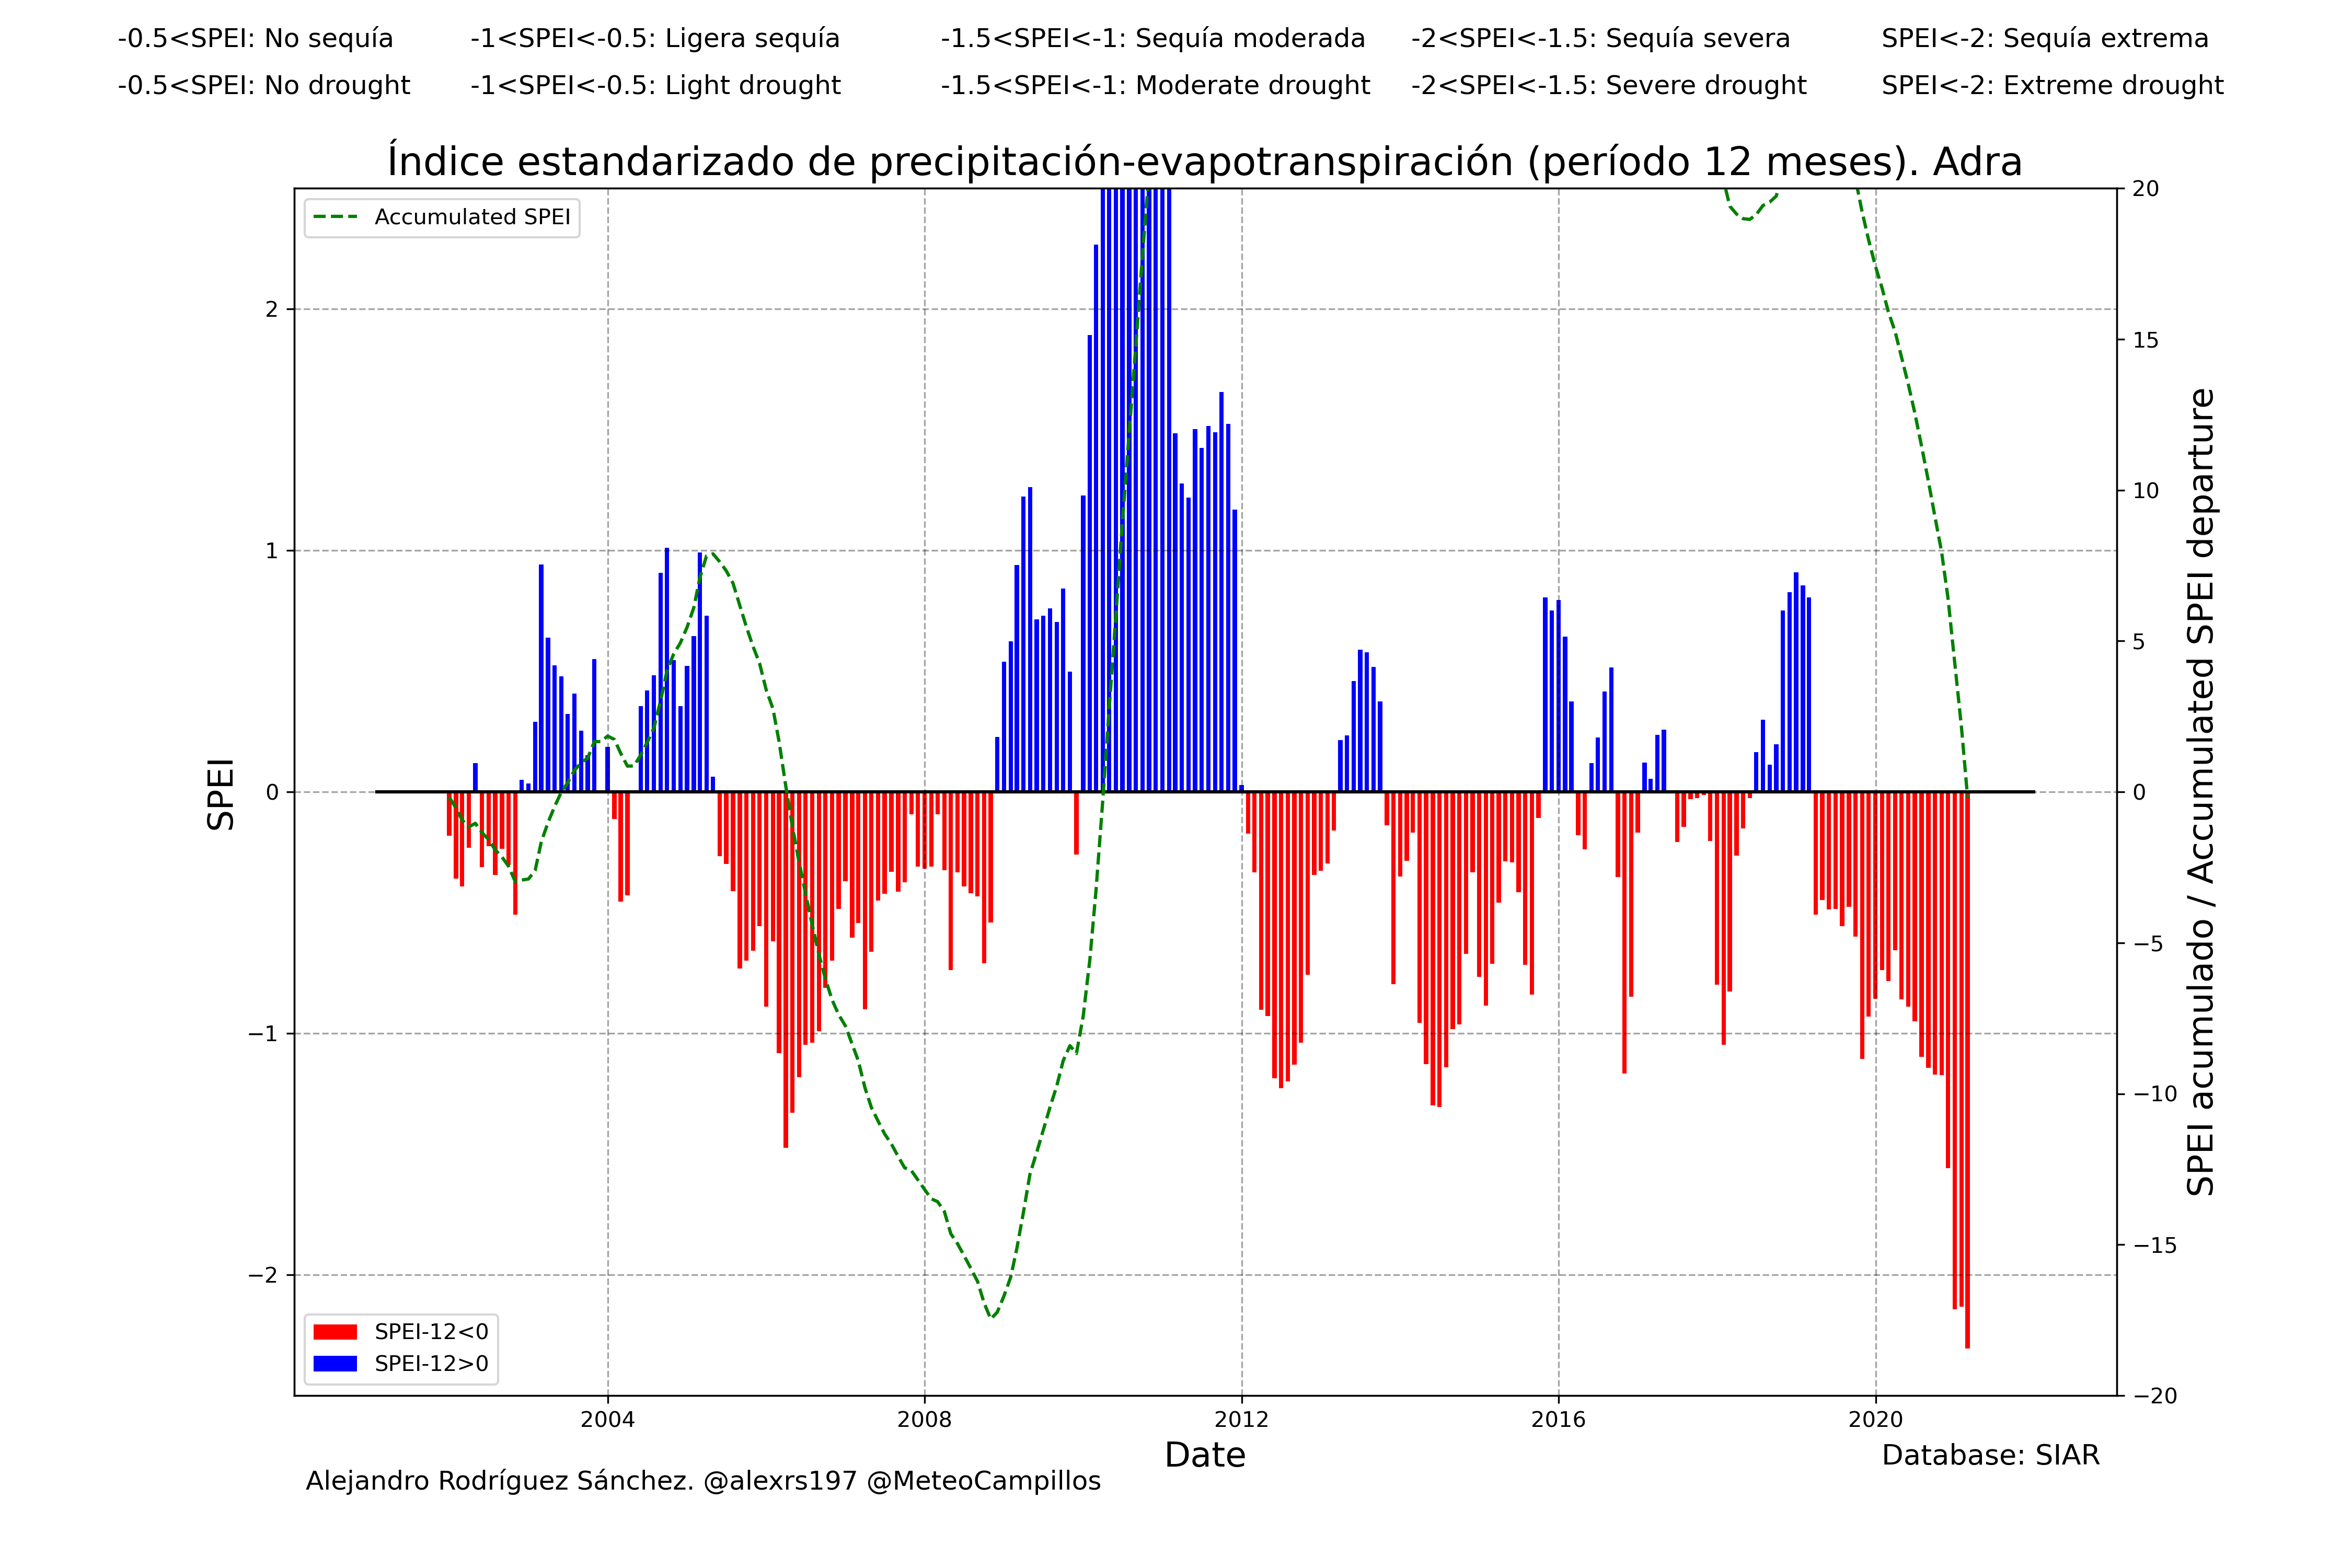 -0.5<SPEI: No sequía -1<SPEI<-0.5: Ligera sequía -1.5<SPEI<-1: Sequía moderada -2<SPEI<-1.5: Sequía severa SPEI<-2: Sequía extrema
-0.5<SPEI: No drought -1<SPEI<-0.5: Light drought -1.5<SPEI<-1: Moderate drought -2<SPEI<-1.5: Severe drought SPEI<-2: Extreme drought
Índice estandarizado de precipitación-evapotranspiración (período 12 meses). Adra
Accumulated SPEI
SPEI
2
1
0
−1
−2
20
15
10
5
0
−5
−10
−15
−20
SPEI acumulado / Accumulated SPEI departure
SPEI-12<0
SPEI-12>0
2004 2008 2012 2016 2020
Date
Database: SIAR
Alejandro Rodríguez Sánchez. @alexrs197 @MeteoCampillos